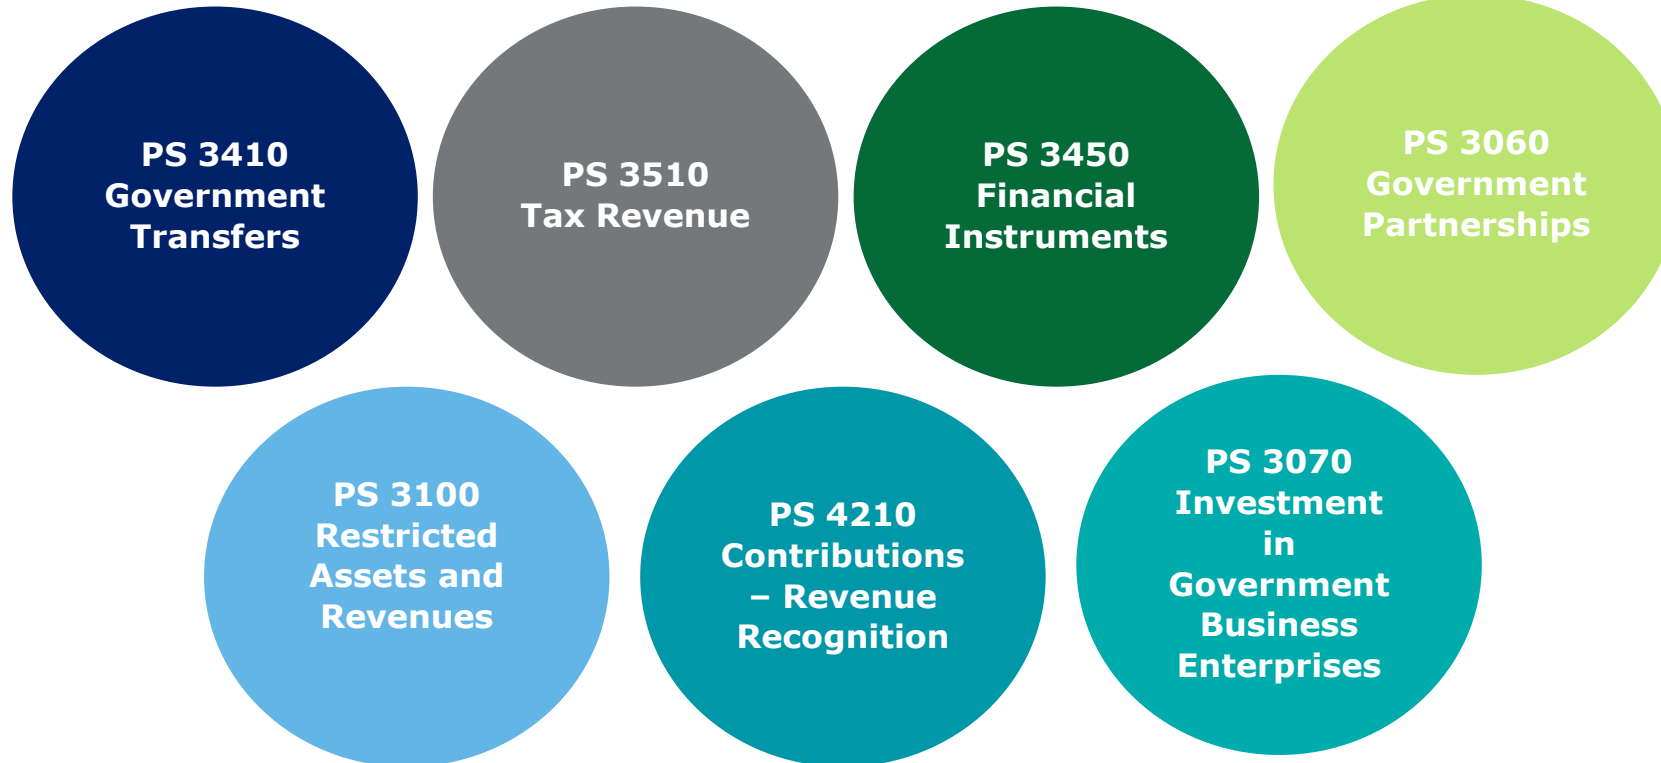 PS 3410
Government
Transfers
PS 3510
Tax Revenue
PS 3450
Financial
Instruments
PS 3060
Government
Partnerships
PS 3100
Restricted
Assets and
Revenues
PS 4210
Contributions
– Revenue
Recognition
PS 3070
Investment
in
Government
Business
Enterprises